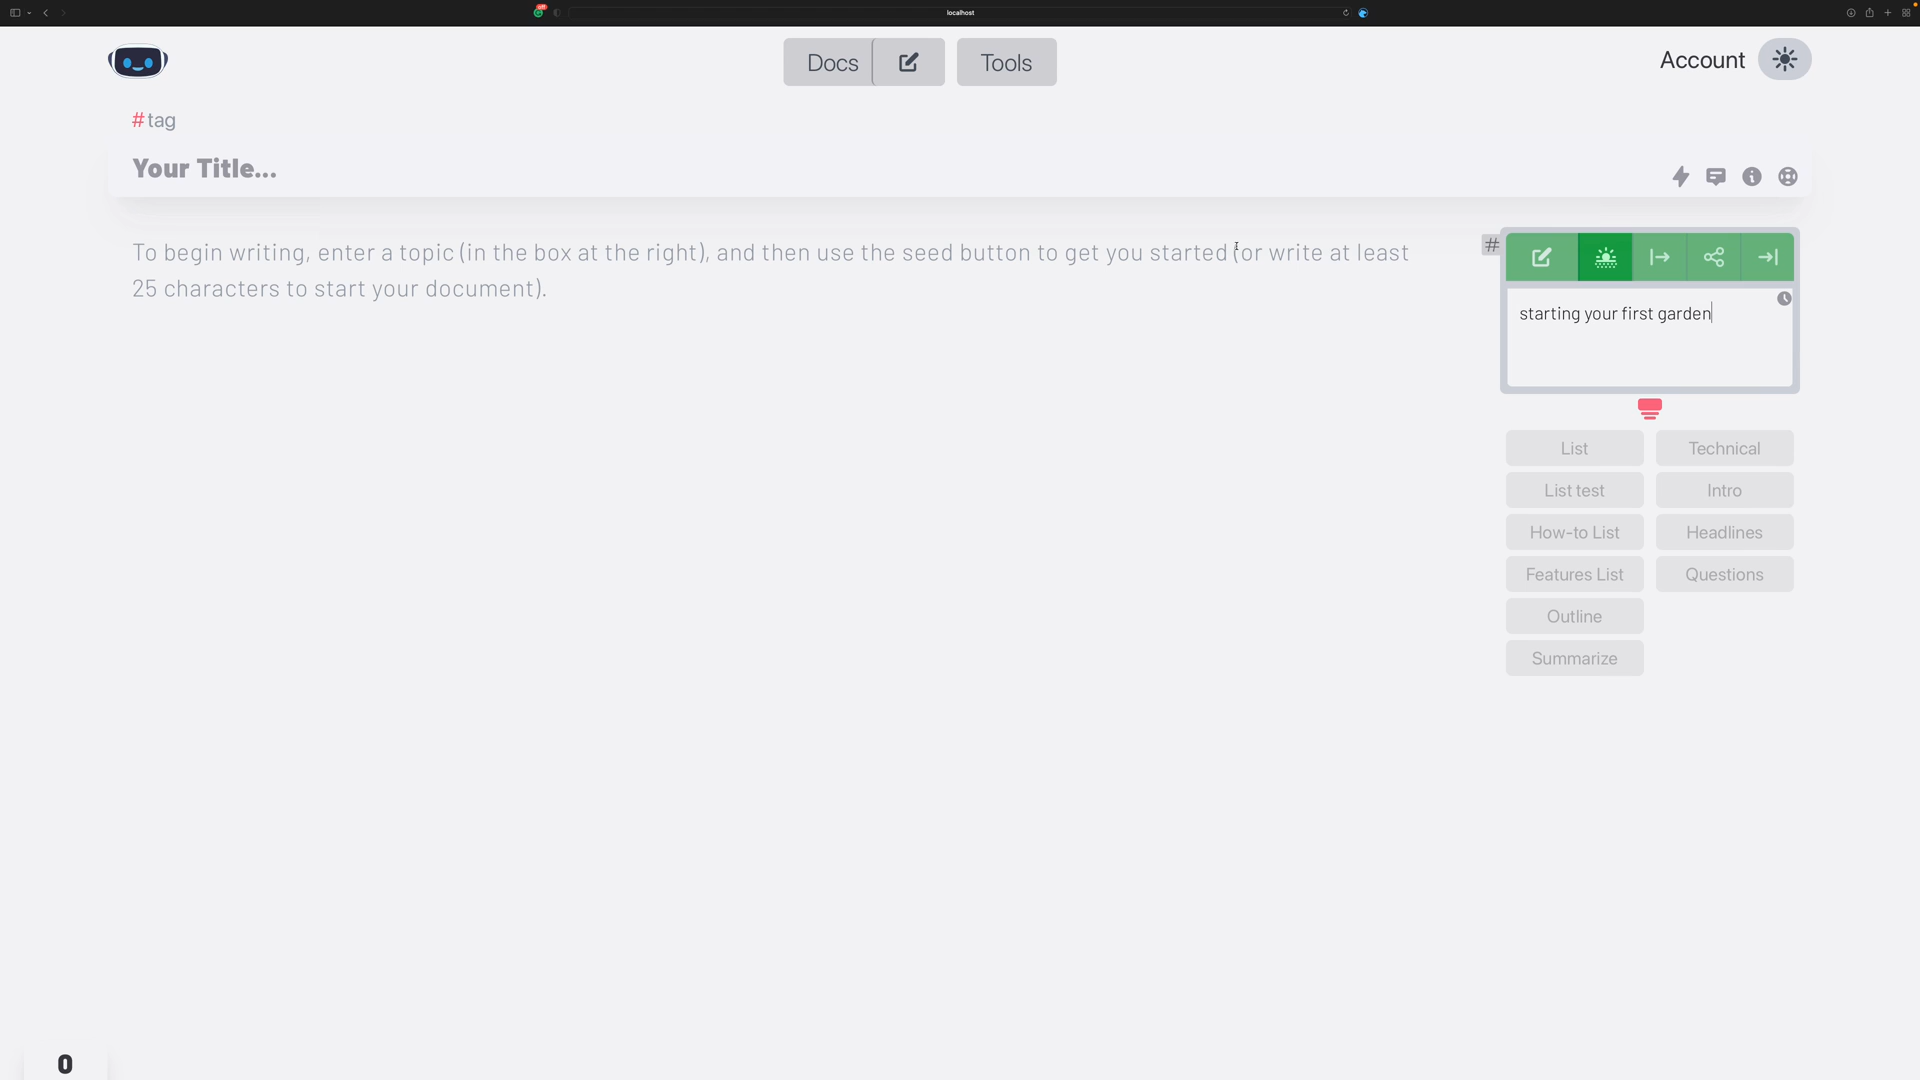 localhost
off
Docs
Tools
Account
#tag
Your Title...
To begin writing, enter a topic (in the box at the right), and then use the seed button to get you started (or write at least
25 characters to start your document).
#
starting your first garden
List
Technical
List test
Intro
How-to List
Headlines
Features List
Questions
Outline
Summarize
0